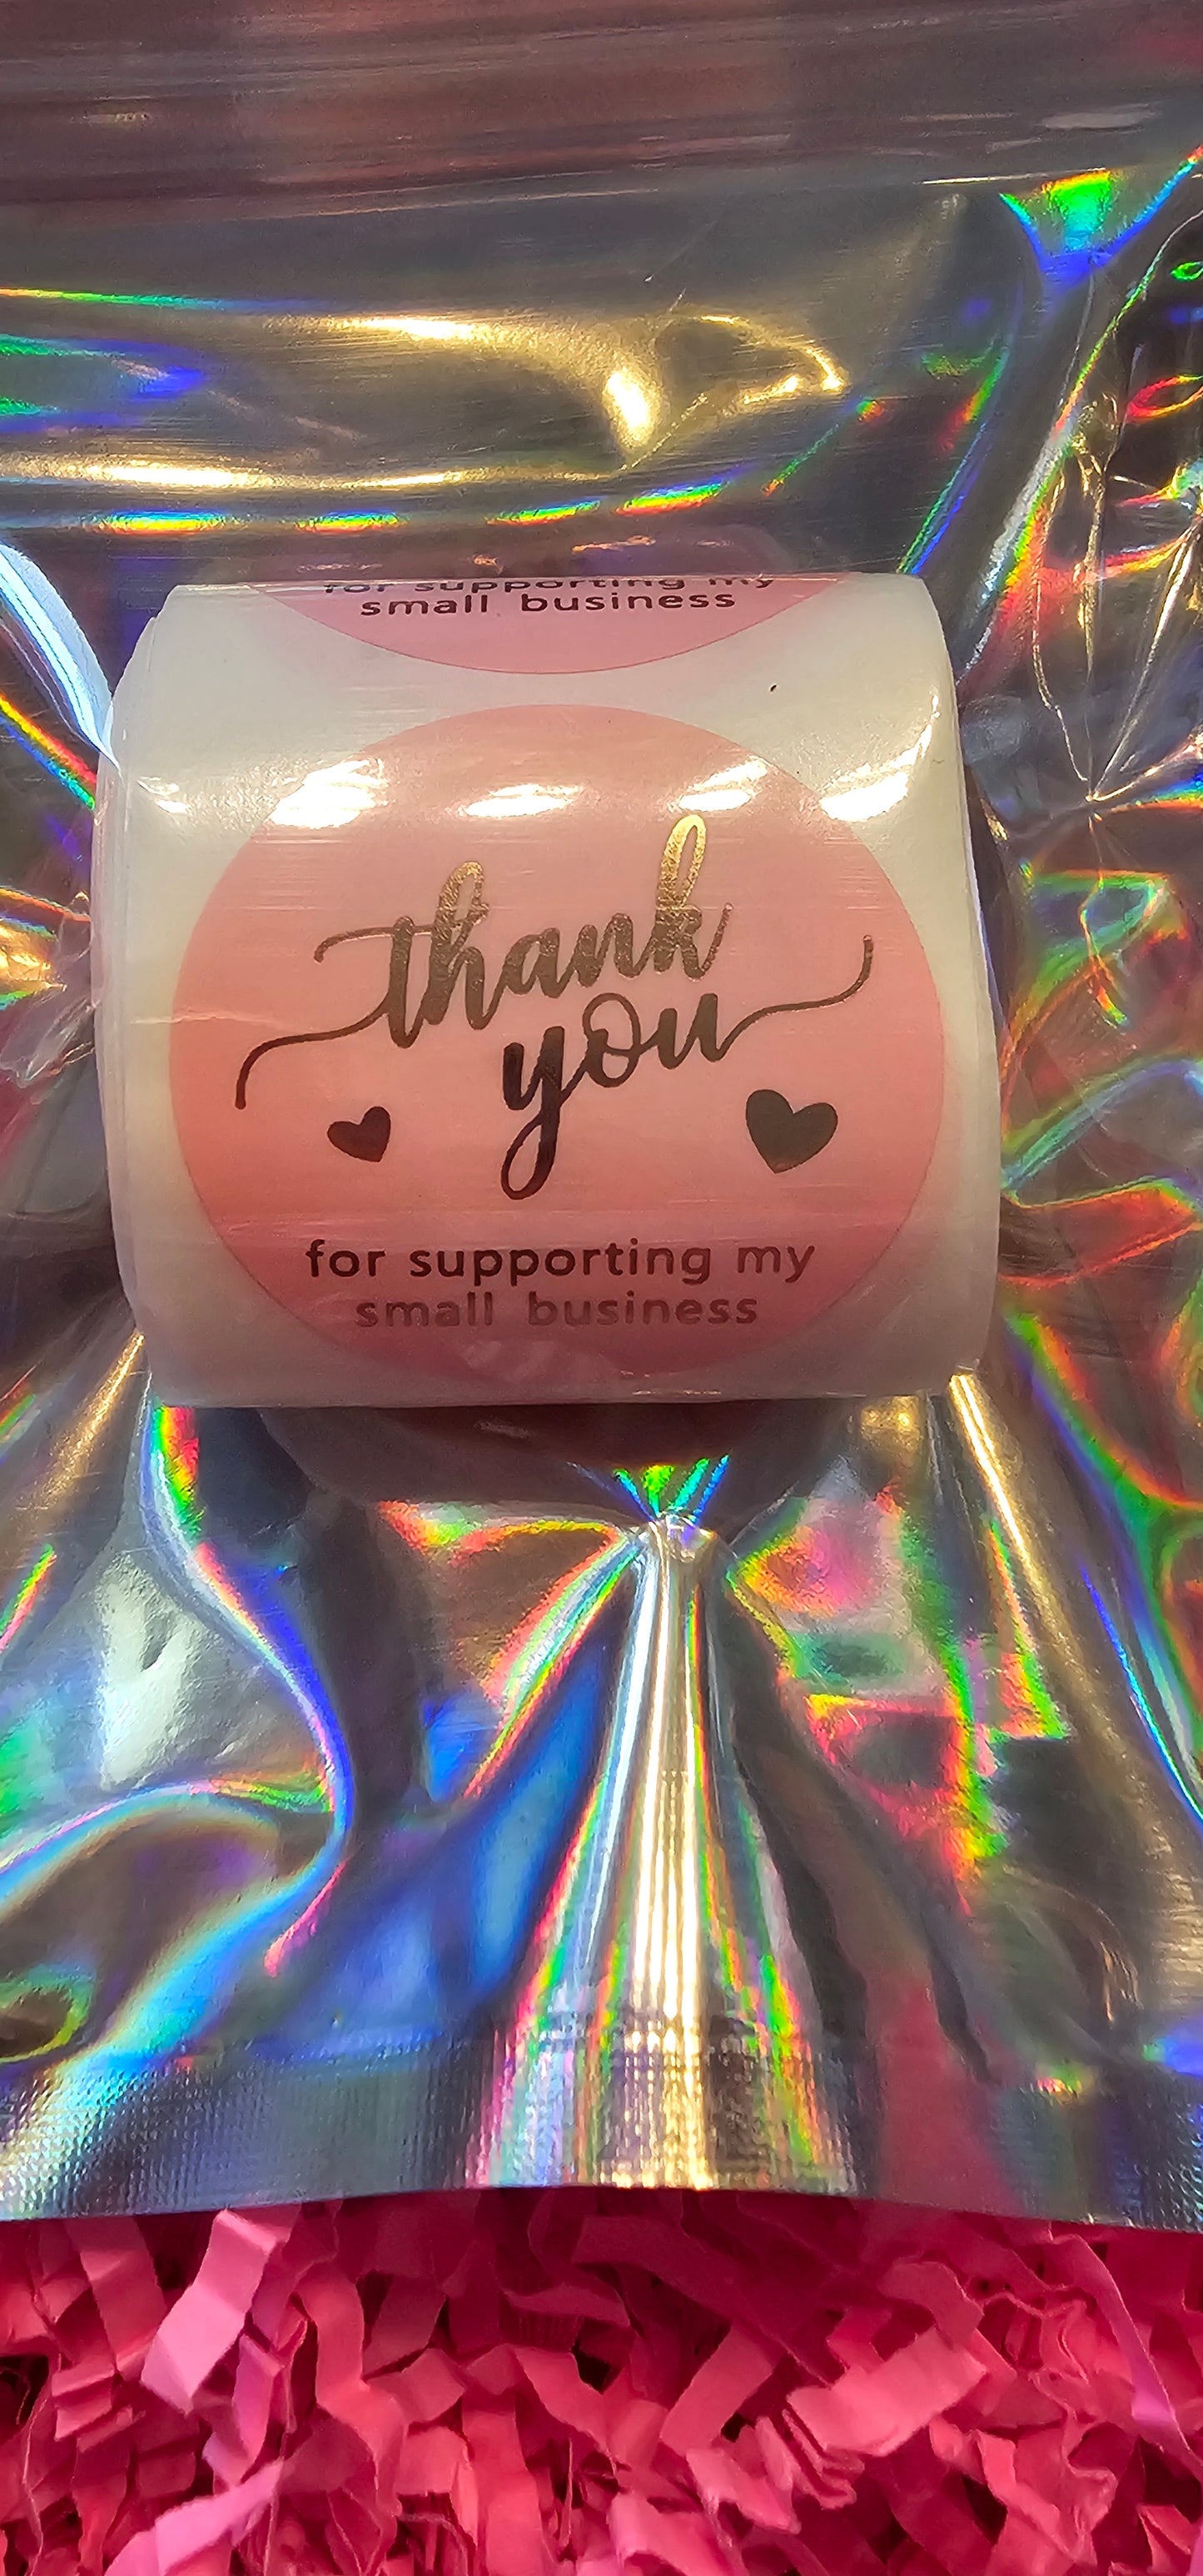 for supporting my
small business
thank
you
for supporting my
small business